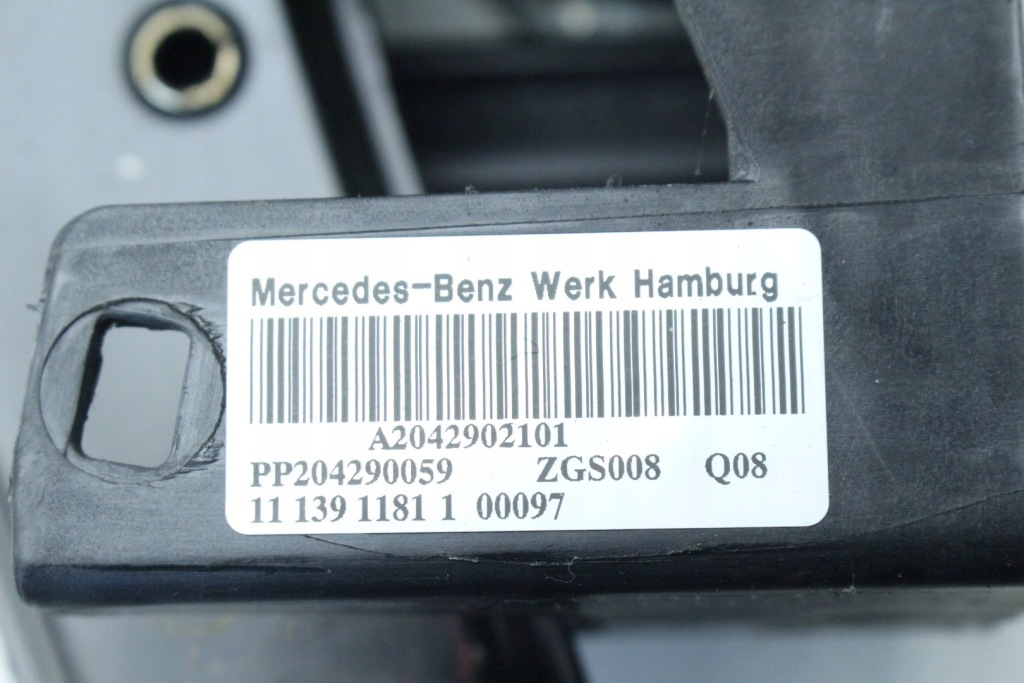 Mercedes-Benz Werk Hamburg
A2042902101
PP204290059 ZGS008 Q08
11 139 1181 1 00097